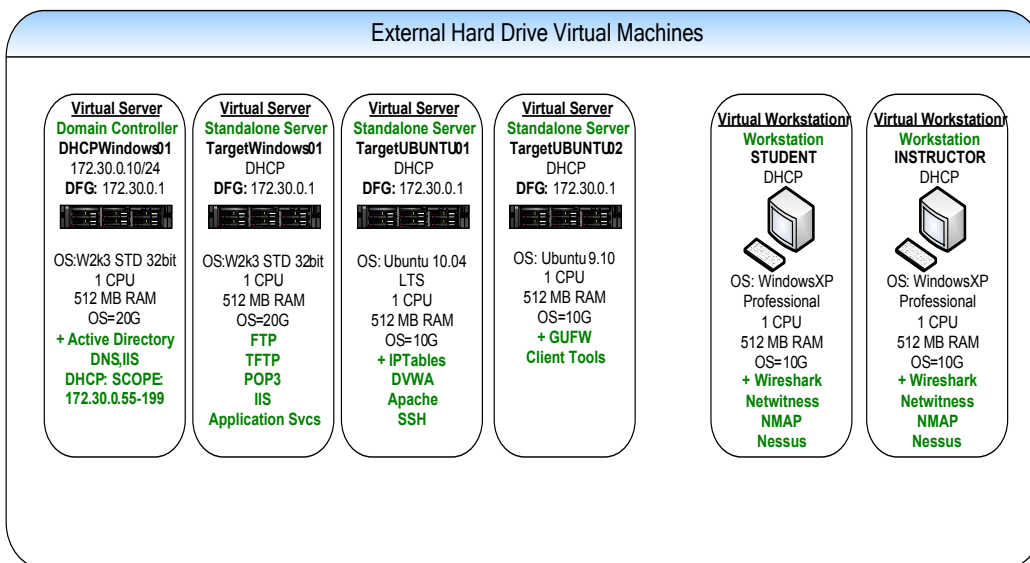 External Hard Drive Virtual Machines
Virtual Server
Domain Controller
DHCPWindows01
172.30.0.10/24
DFG: 172.30.0.1
OS:W2k3 STD 32bit
1 CPU
512 MB RAM
OS=20G
+ Active Directory
DNS,IIS
DHCP: SCOPE:
172.30.0.55-199
Virtual Server
Standalone Server
TargetWindows01
DHCP
DFG: 172.30.0.1
OS:W2k3 STD 32bit
1 CPU
512 MB RAM
OS=20G
FTP
TFTP
POP3
IIS
Application Svcs
Virtual Server
Standalone Server
TargetUBUNTU01
DHCP
DFG: 172.30.0.1
OS: Ubuntu 10.04
LTS
1 CPU
512 MB RAM
OS=10G
+ IPTables
DVWA
Apache
SSH
Virtual Server
Standalone Server
TargetUBUNTU02
DHCP
DFG: 172.30.0.1
OS: Ubuntu 9.10
1 CPU
512 MB RAM
OS=10G
+ GUFW
Client Tools
Virtual Workstationr
Workstation
STUDENT
DHCP
OS: WindowsXP
Professional
1 CPU
512 MB RAM
OS=10G
+ Wireshark
Netwitness
NMAP
Nessus
Virtual Workstationr
Workstation
INSTRUCTOR
DHCP
OS: WindowsXP
Professional
1 CPU
512 MB RAM
OS=10G
+ Wireshark
Netwitness
NMAP
Nessus